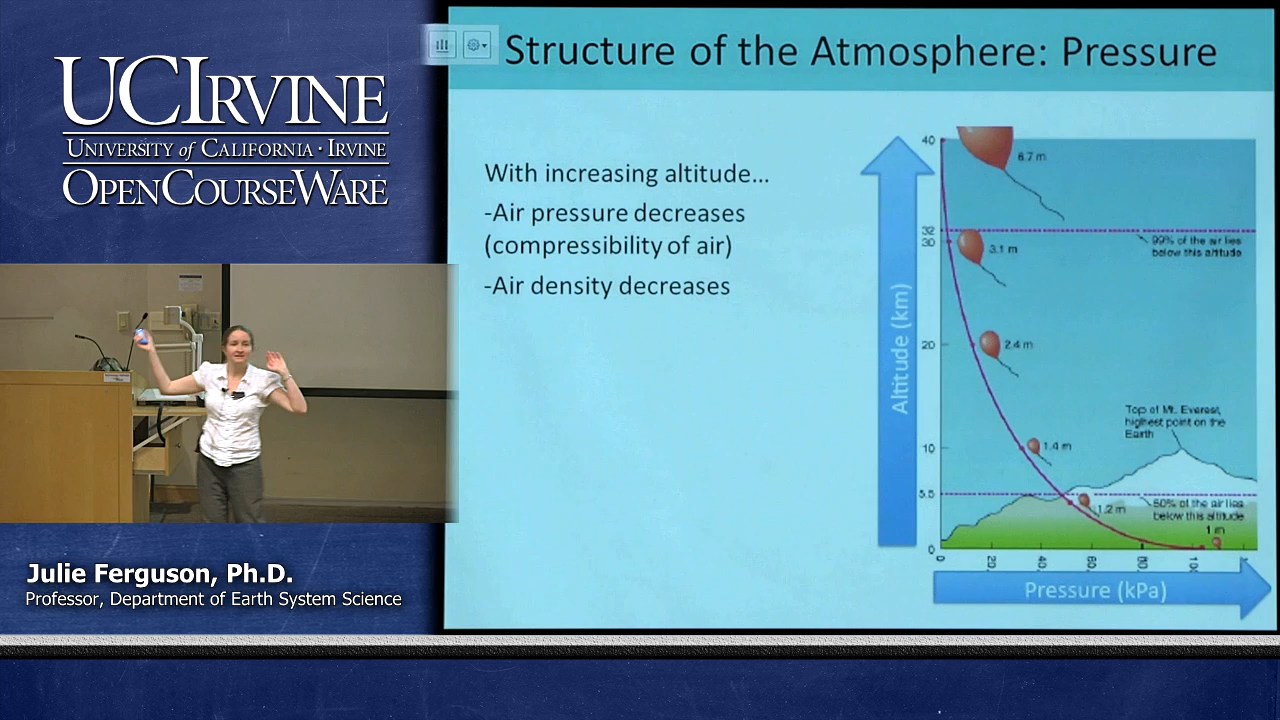 UCIRVINE
UNIVERSITY of CALIFORNIA · IRVINE
OPENCOURSEWARE
Julie Ferguson, Ph.D.
Professor, Department of Earth System Science
Structure of the Atmosphere: Pressure
With increasing altitude...
-Air pressure decreases
(compressibility of air)
-Air density decreases
Altitude (km)
40
32
30
20
10
5.5
0
6.7 m
99% of the air lies
below this altitude
3.1 m
2.4 m
Top of Mt. Everest,
highest point on the
Earth
1.4 m
50% of the air lies
below this altitude
1.2 m
1 m
0
20
40
60
80
Pressure (kPa)